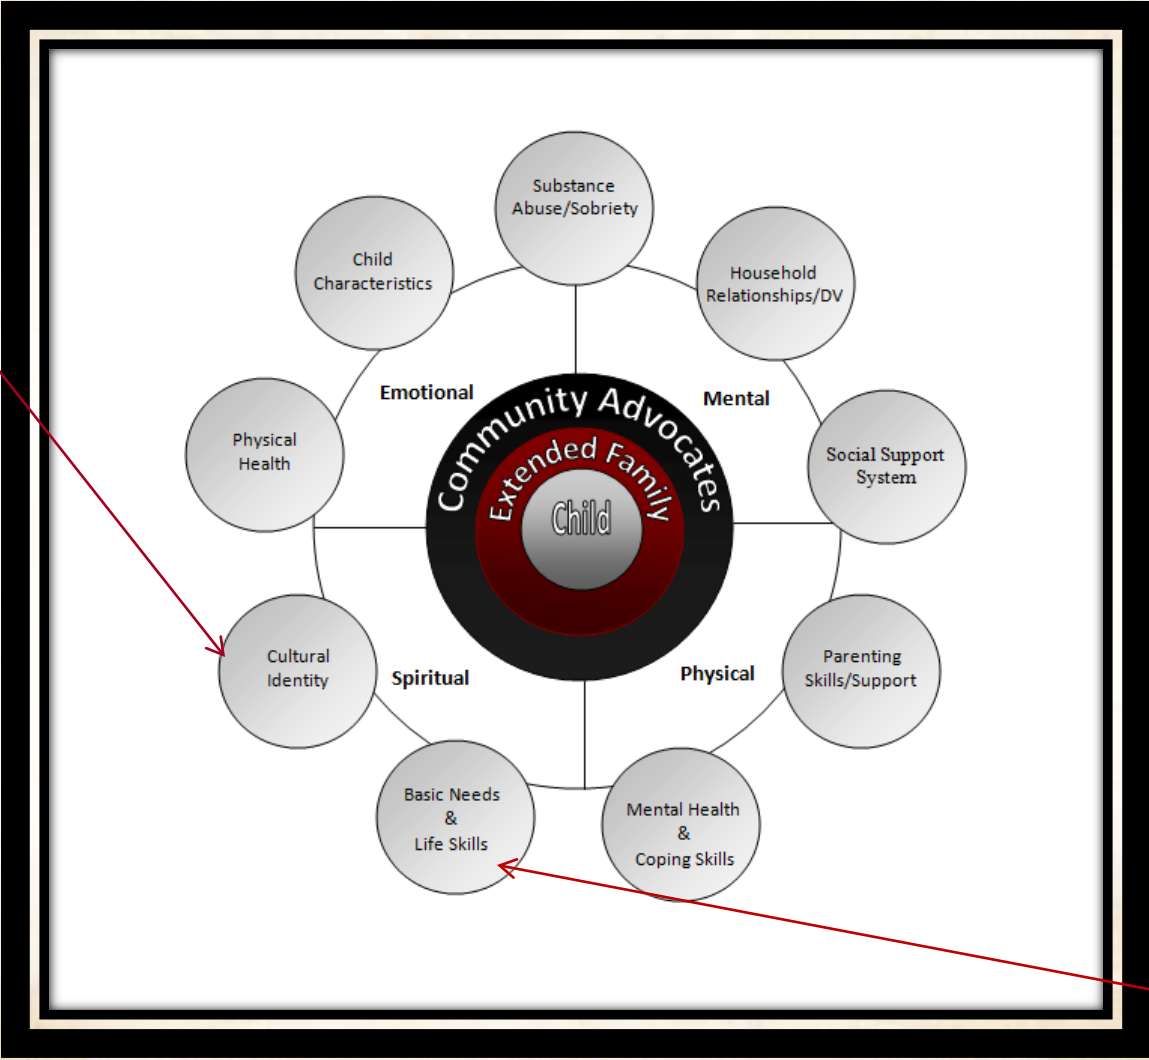 Substance
Abuse/Sobriety
Child
Characteristics
Household
Relationships/DV
Emotional
Mental
Community Advocates
Extended Family
Child
Physical
Health
Social Support
System
Cultural
Identity
Spiritual
Physical
Parenting
Skills/Support
Basic Needs
&
Life Skills
Mental Health
&
Coping Skills